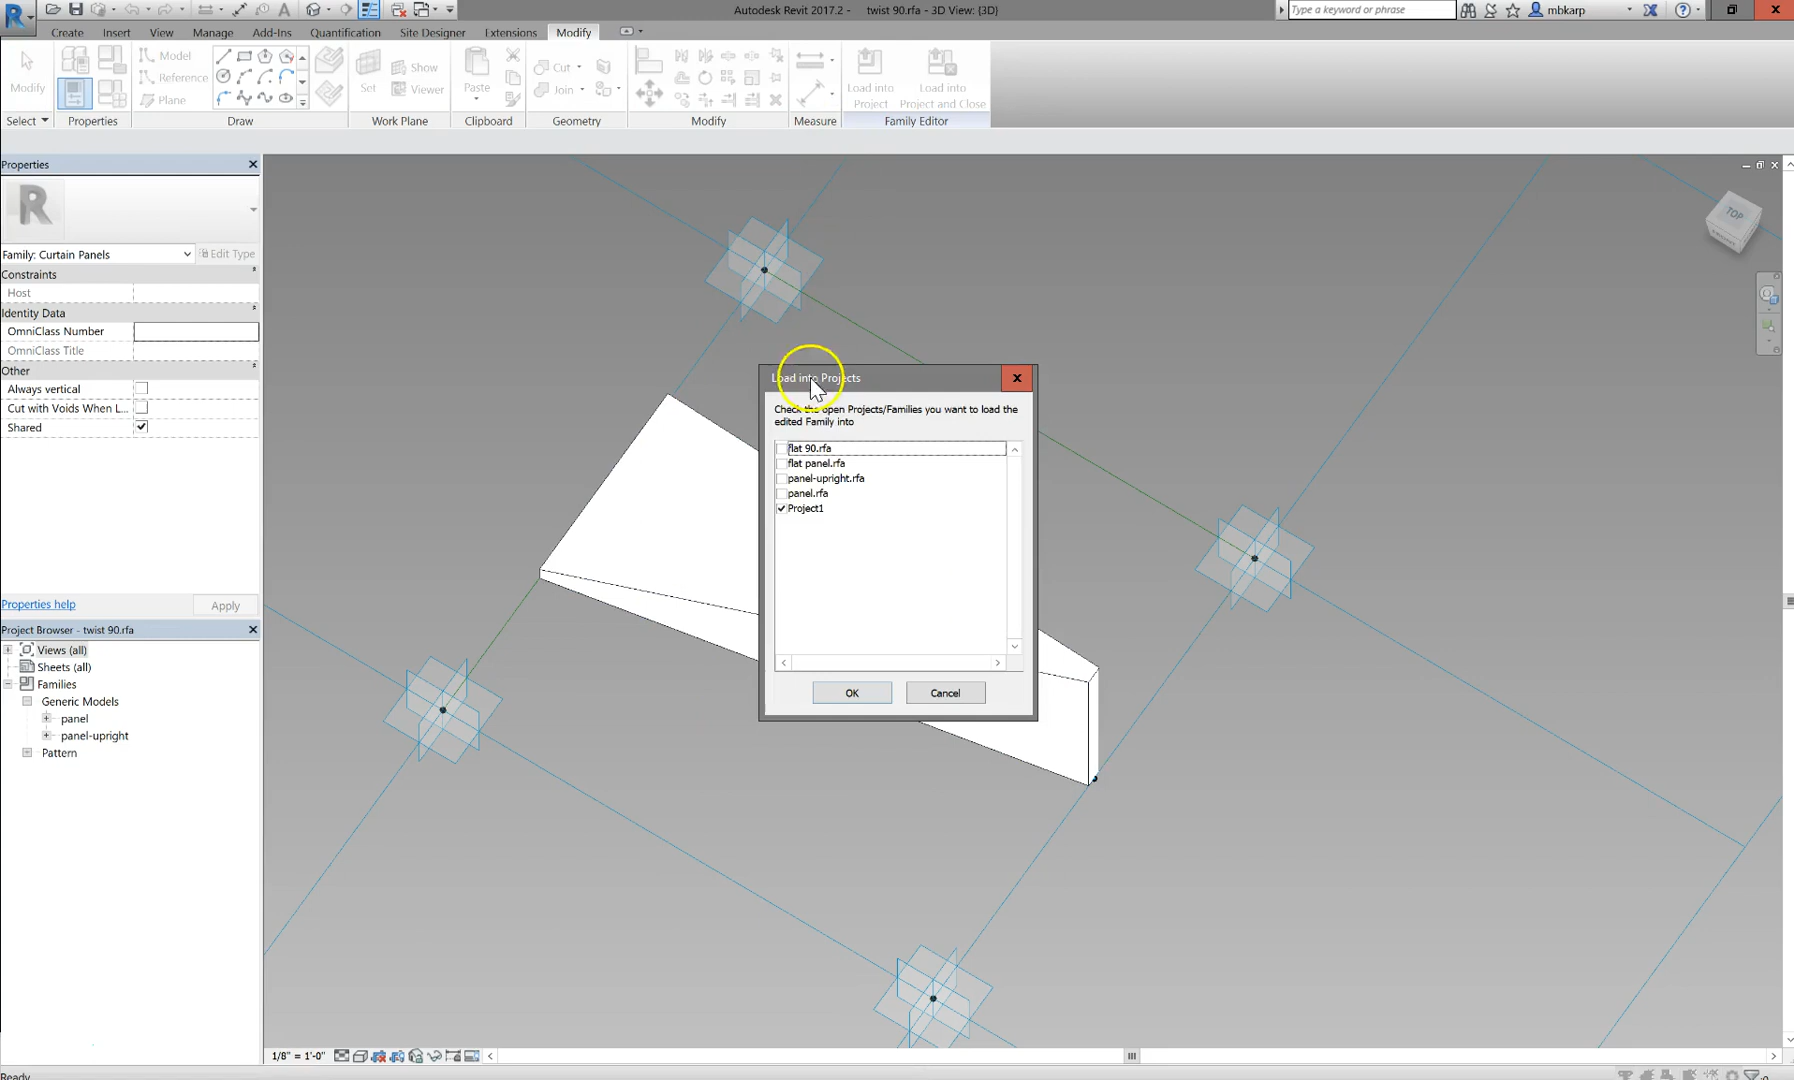 Autodesk Revit 2017.2 - twist 90.rfa - 3D View: {3D}
Type a keyword or phrase
mbkarp
Create Insert View Manage Add-Ins Quantification Site Designer Extensions Modify
Modify
Model
Reference
Plane
Set
Show
Viewer
Paste
Cut
Join
Load into
Project
Load into
Project and Close
Select Properties Draw Work Plane Clipboard Geometry Modify Measure Family Editor
Properties
Family: Curtain Panels
Edit Type
Constraints
Host
Identity Data
OmniClass Number
OmniClass Title
Other
Always vertical
Cut with Voids When L...
Shared
Properties help
Apply
Project Browser - twist 90.rfa
Views (all)
Sheets (all)
Families
Generic Models
panel
panel-upright
Pattern
TOP
Load into Projects
Check the open Projects/Families you want to load the
edited Family into
flat 90.rfa
flat panel.rfa
panel-upright.rfa
panel.rfa
Project1
OK
Cancel
1/8" = 1'-0"
Ready